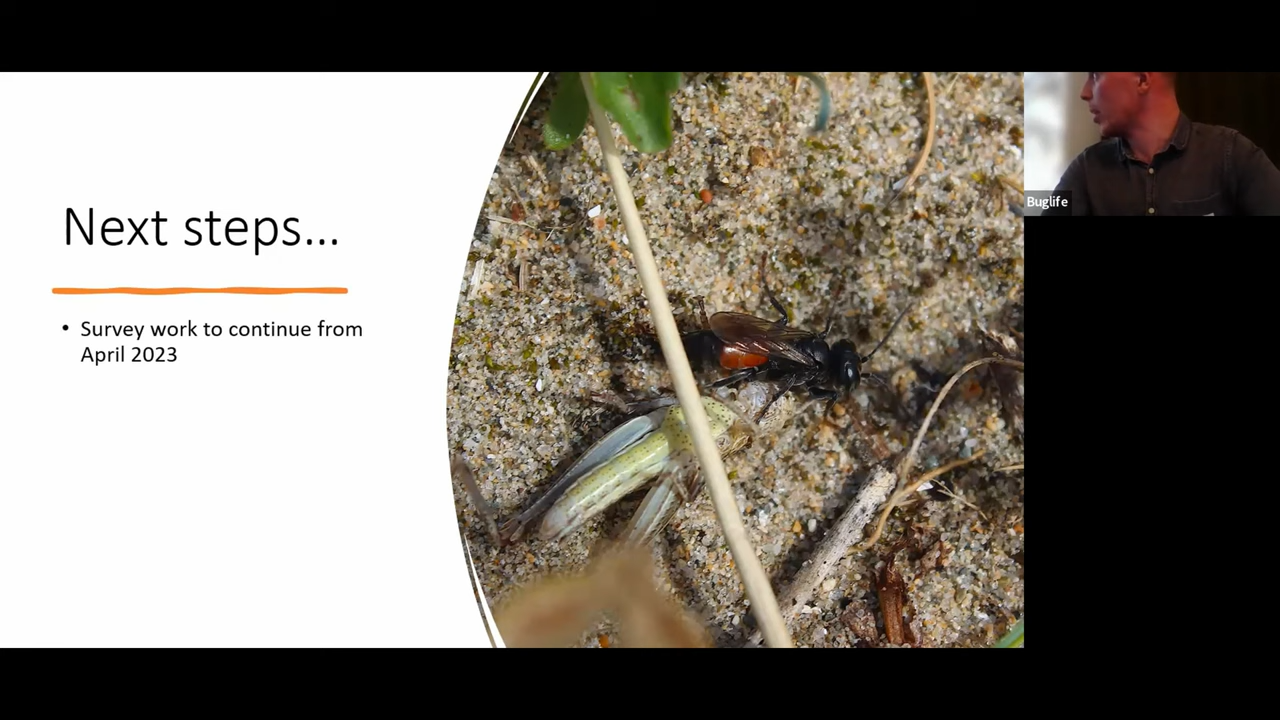 Next steps...
• Survey work to continue from
April 2023
Buglife